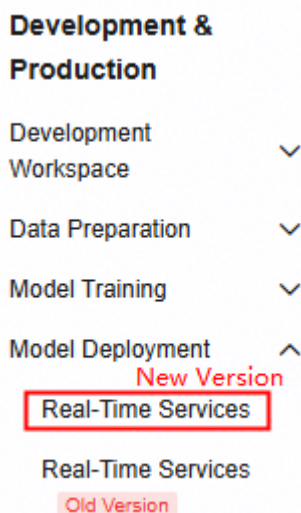 Development &
Production
Development
Workspace
Data Preparation
Model Training
Model Deployment
New Version
Real-Time Services
Real-Time Services
Old Version